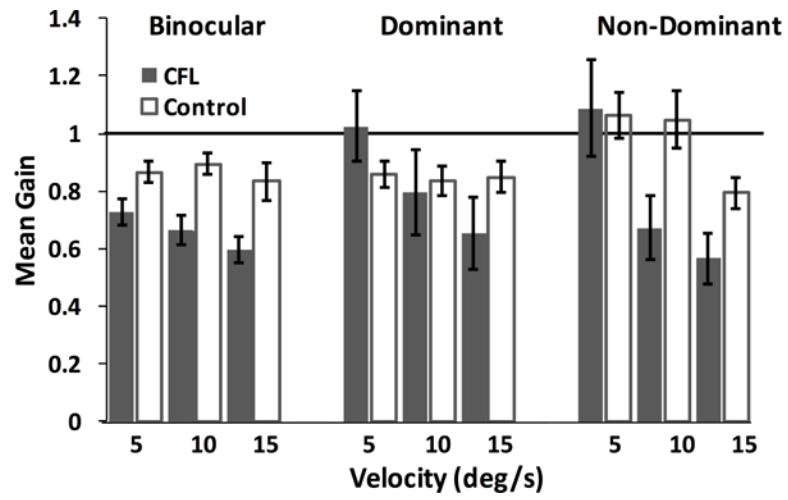 Binocular Dominant Non-Dominant
CFL
Control
Mean Gain
1.4
1.2
1
0.8
0.6
0.4
0.2
0
5 10 15 5 10 15 5 10 15
Velocity (deg/s)